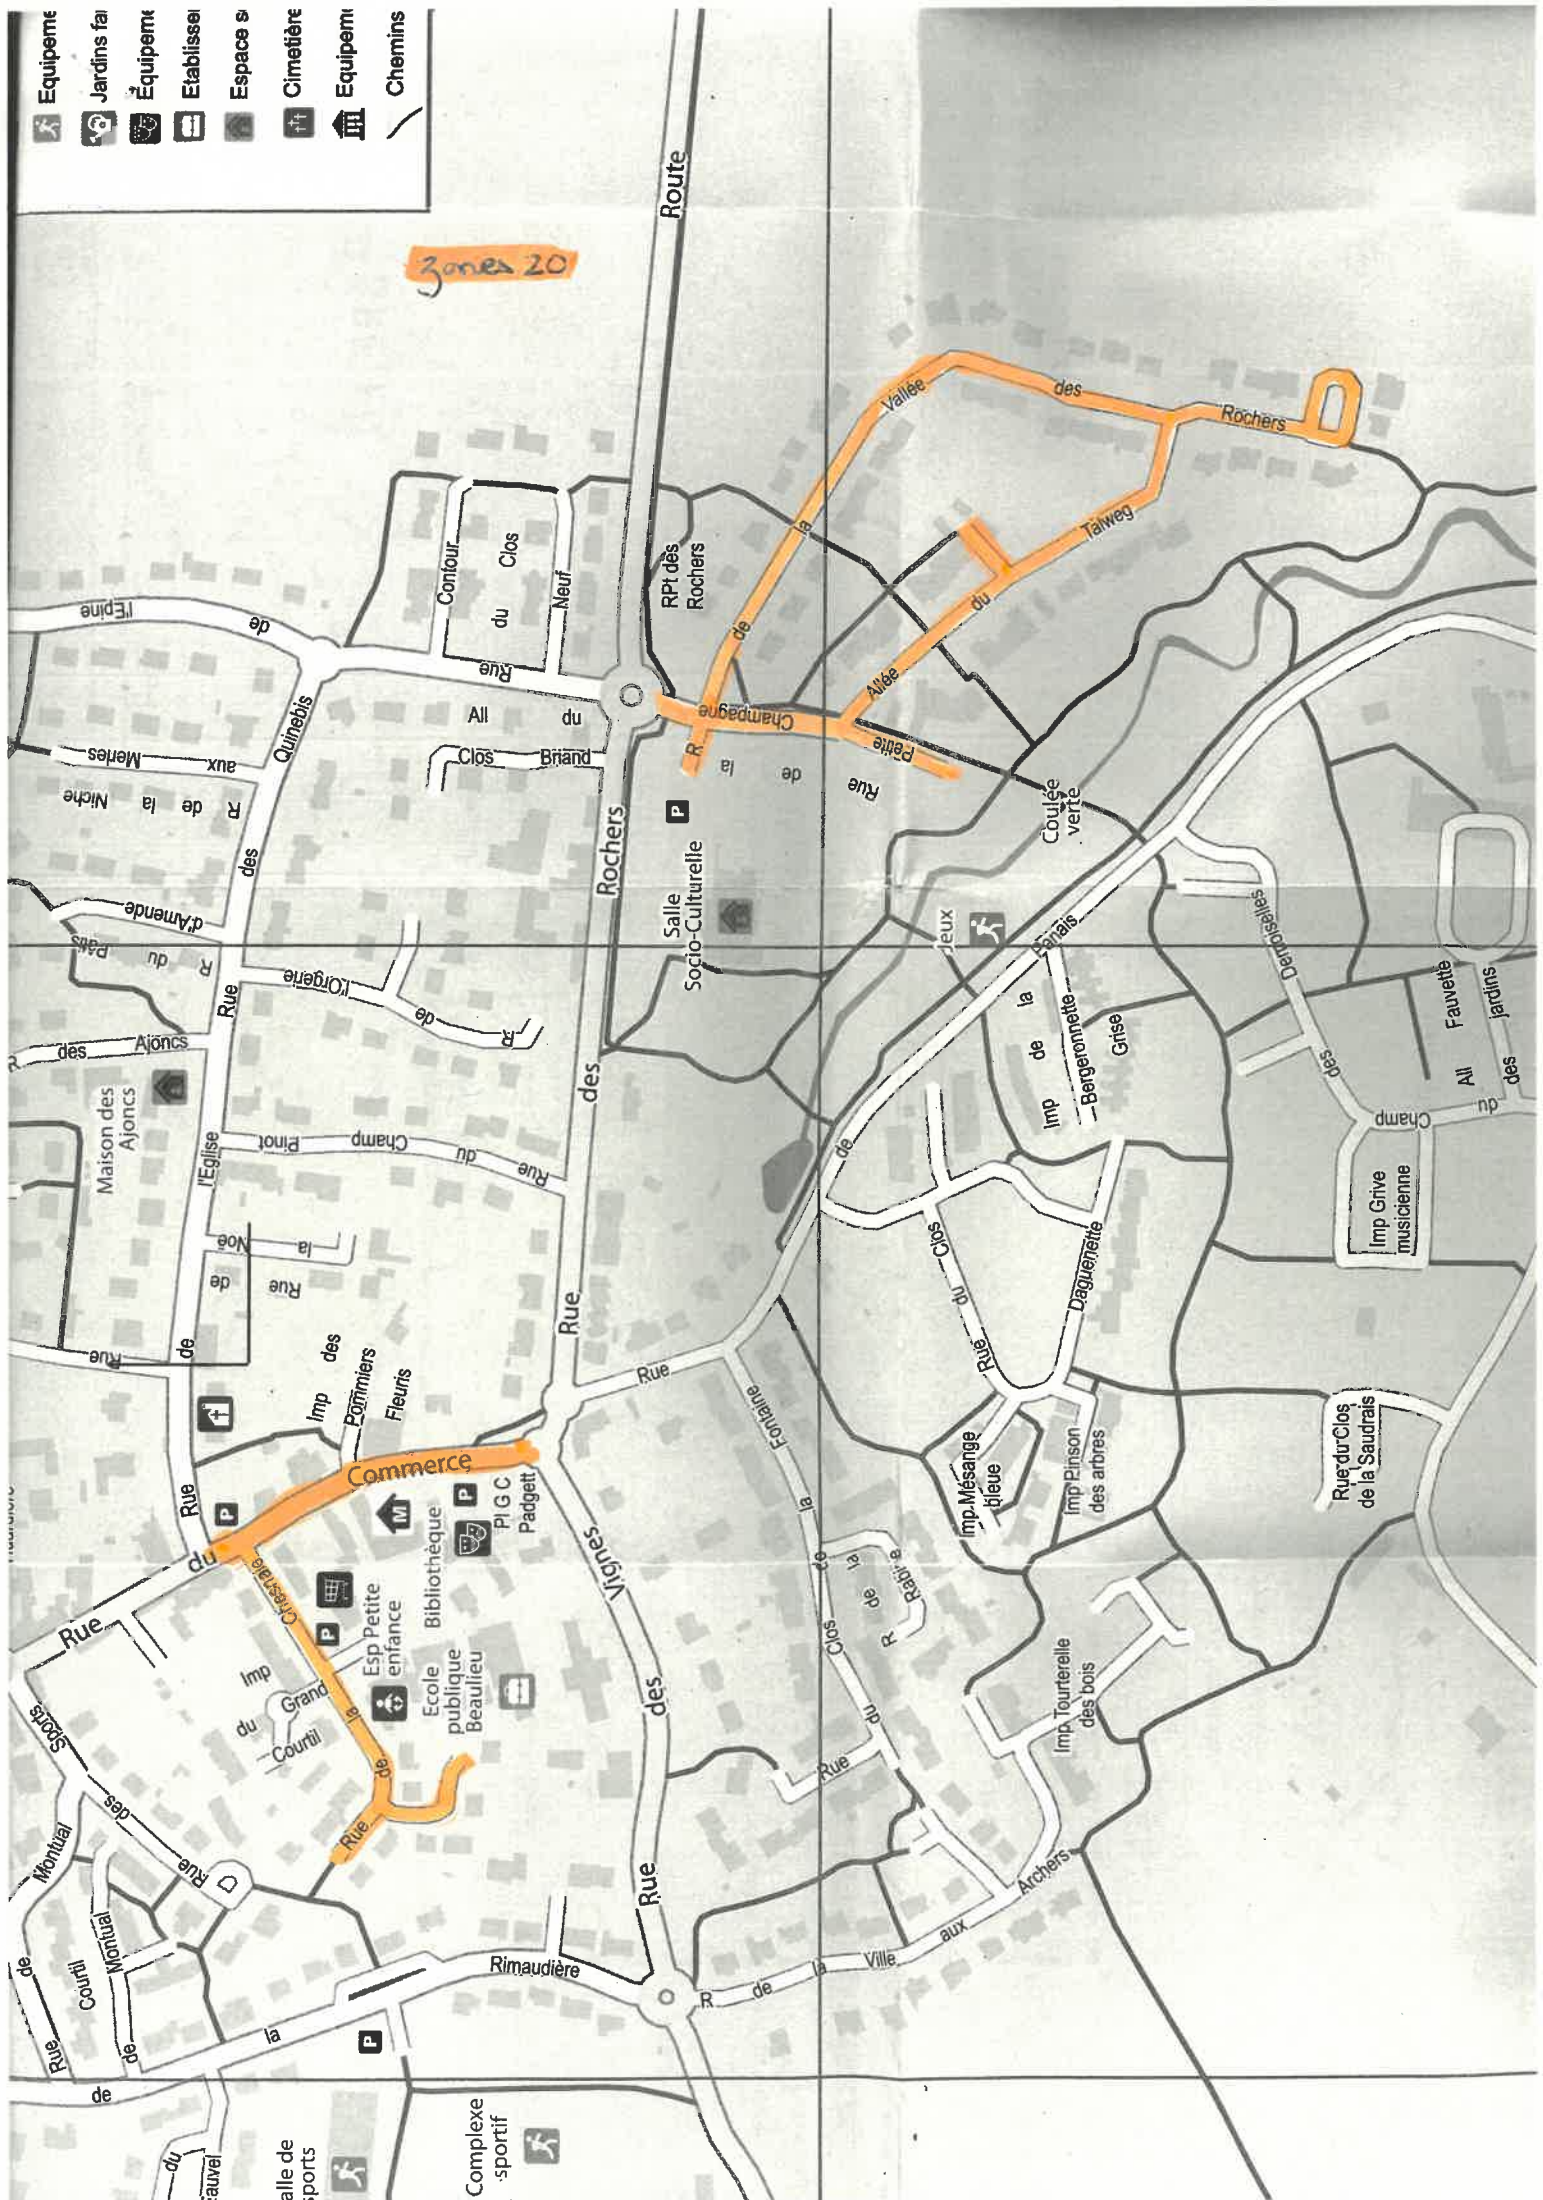 Equipeme
Jardins fa
Équipeme
Etablisse
Espace s
Cimetière
Equipem
Chemins
zones 20
Route
Vallée
des
Rochers
la
de
R
Talweg
du
Allée
Champagne
Petite
la
de
Rue
RPt des
Rochers
Contour
du
Clos
Neuf
l'Epine
de
Rue
All
du
Clos
Briand
Quinebis
des
Rue
aux
Merles
R
de
la
Niche
d'Amende
Pâtis
du
R
l'Orgerie
de
R
des
Ajoncs
R
Maison des
Ajoncs
P
Salle
Socio-Culturelle
Rochers
des
Rue
Coulée
verte
Jeux
Panais
de
la
Rue
Demoiselles
des
Champ
du
Fauvette
All
jardins
des
Imp
de
la
Bergeronnette
Grise
Imp Grive
musicienne
l'Eglise
de
Rue
Pinot
Champ
du
Rue
Noë
la
de
Rue
Rue
Imp
des
Pommiers
Fleuris
Commerce
du
Rue
P
M
P
PI G C
Padgett
Bibliothèque
Chesnaie
la
de
Rue
P
Esp Petite
enfance
Ecole
publique
Beaulieu
Imp
du
Grand
Courtil
Vignes
des
Rue
Fontaine
la
de
Clos
du
Rue
R
de
la
Rabine
Clos
du
Rue
Daguenette
Imp.Mésange
bleue
Imp Pinson
des arbres
Rue du Clos
de la Saudrais
Imp Tourterelle
des bois
Sports
des
Rue
Montual
de
Rue
Courtil
Montual
de
Rimaudière
la
de
P
R
de
la
Ville
aux
Archers
du
Complexe
sportif